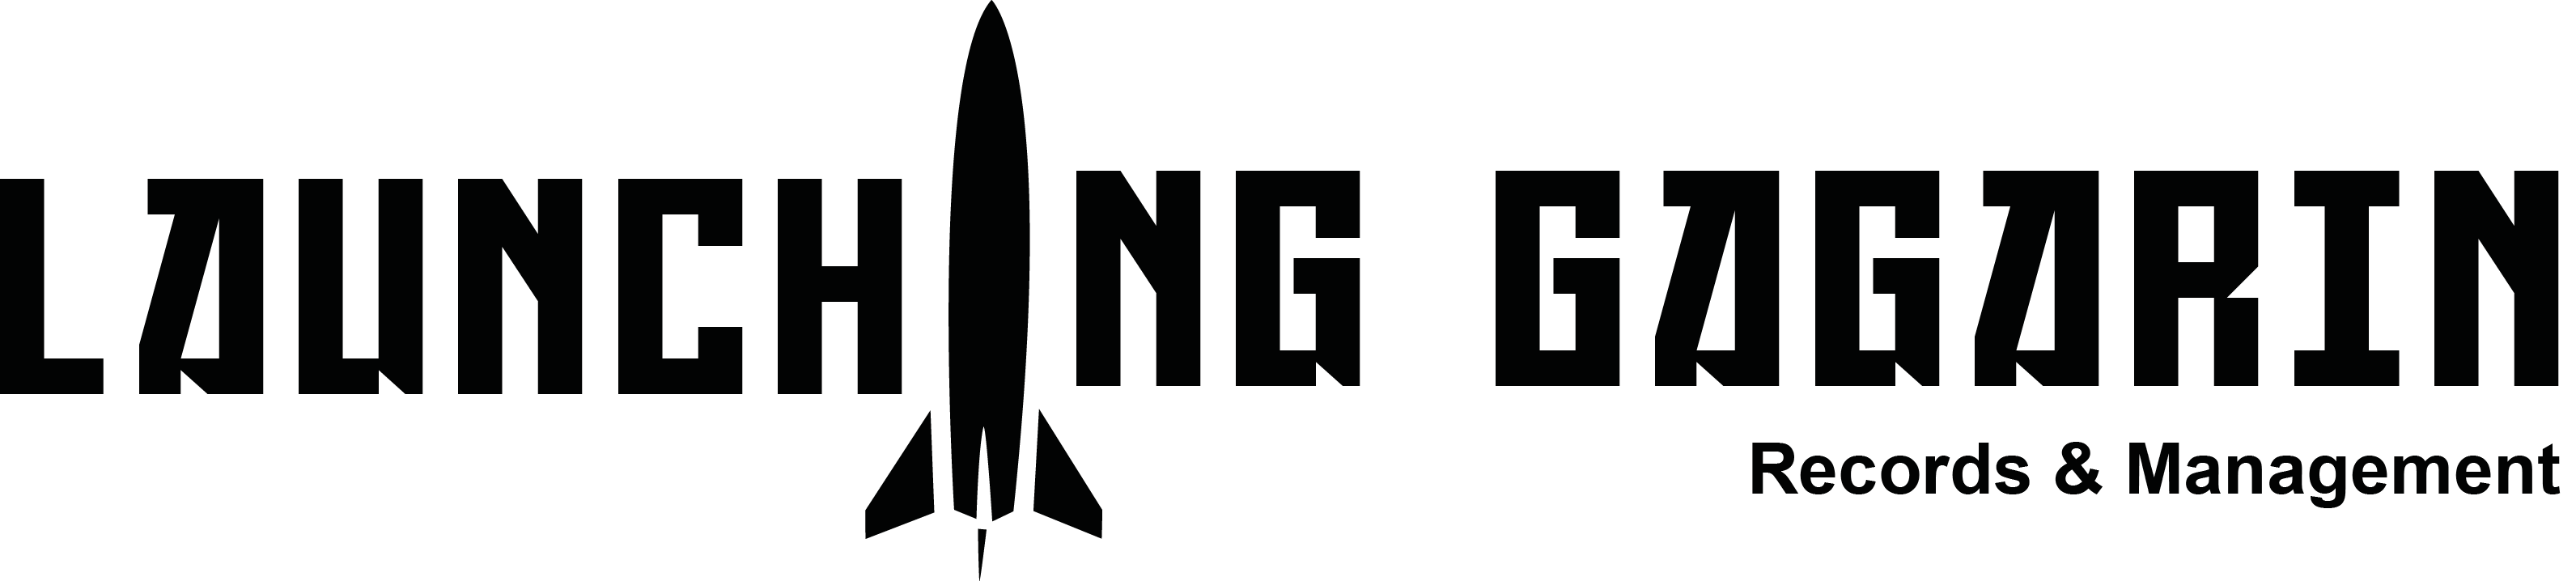 LAUNCHING GAGARIN
Records & Management